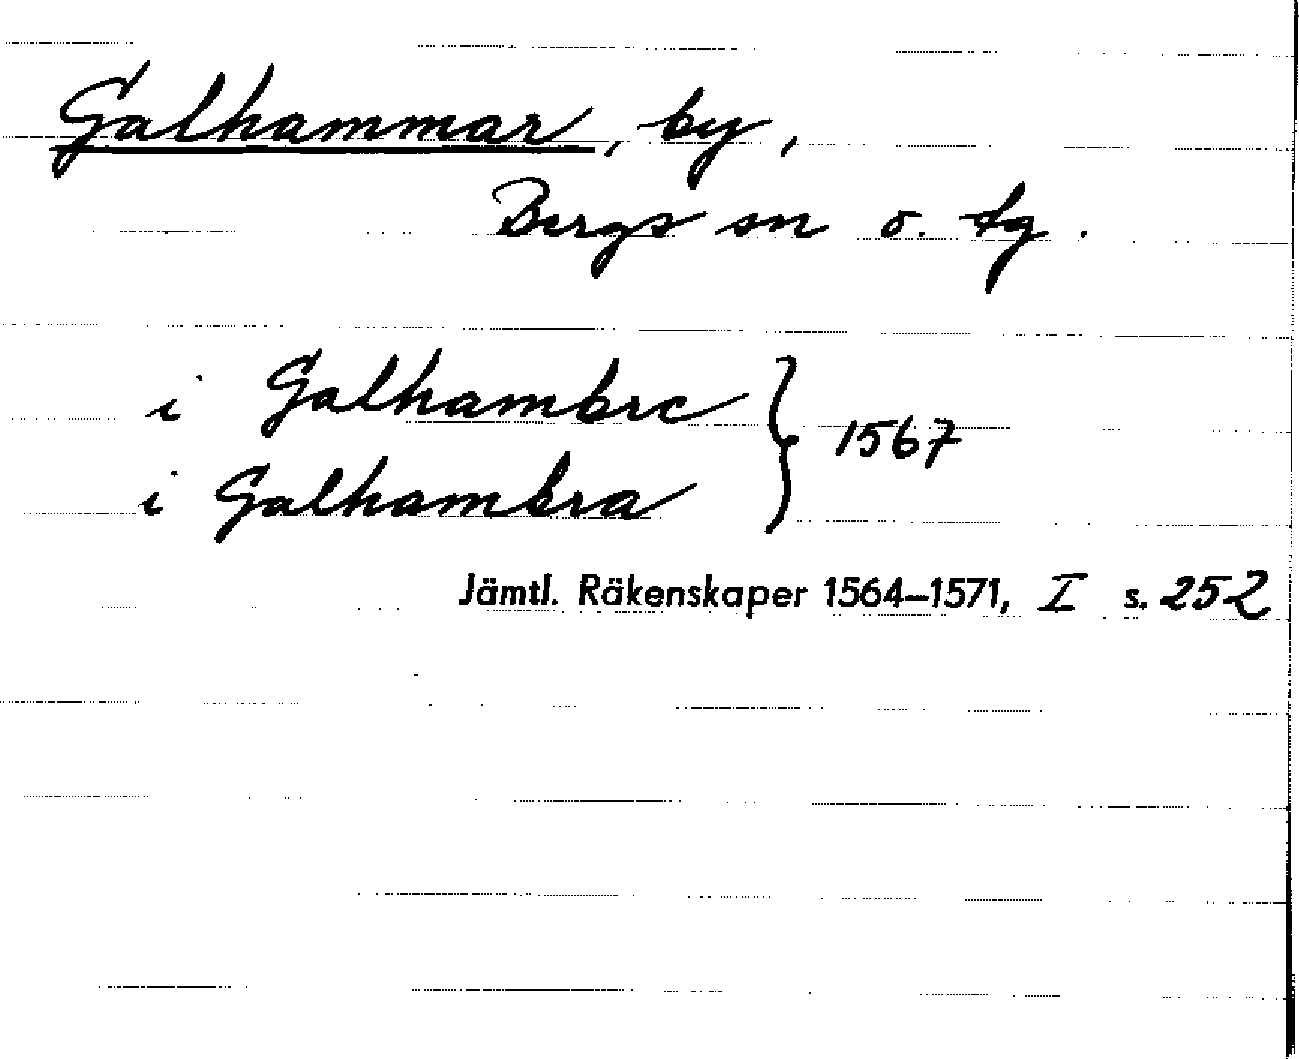 Galhammar, by,
Bergs sn o. tg.
i Galhambre } 1567
i Galhambra
Jämtl. Räkenskaper 1564–1571, I s. 252